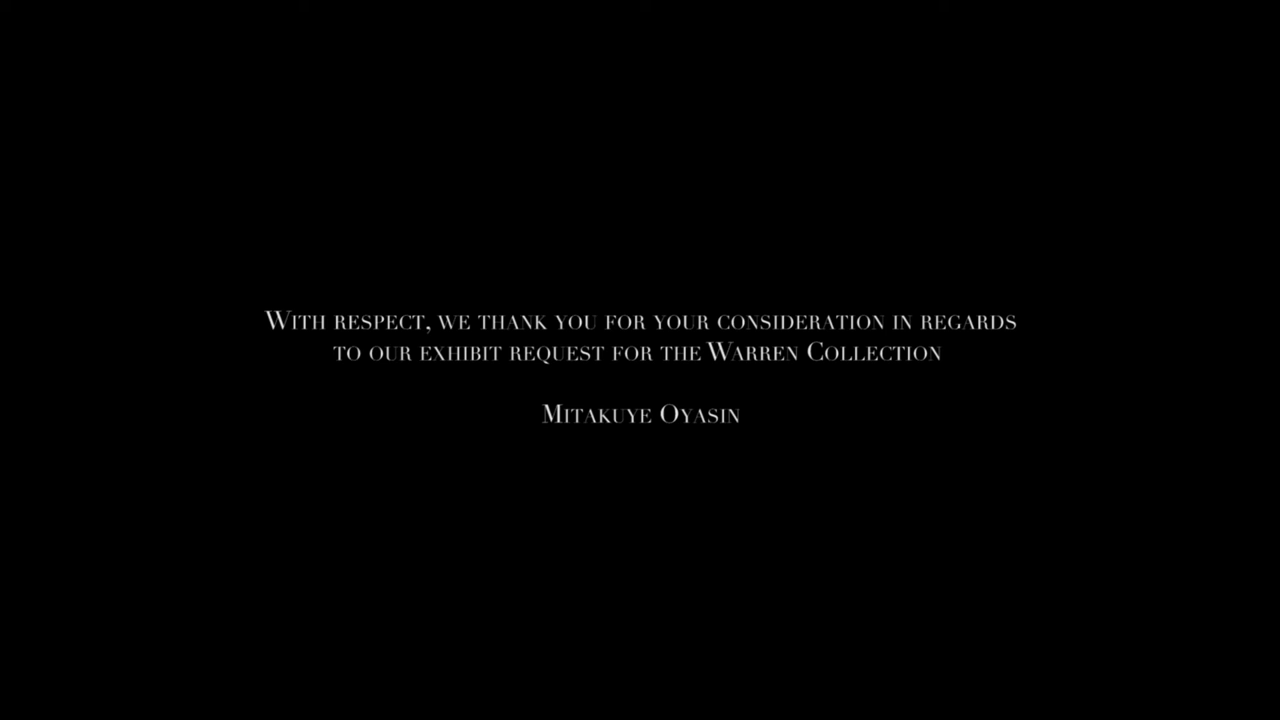 With respect, we thank you for your consideration in regards
to our exhibit request for the Warren Collection
Mitakuye Oyasin